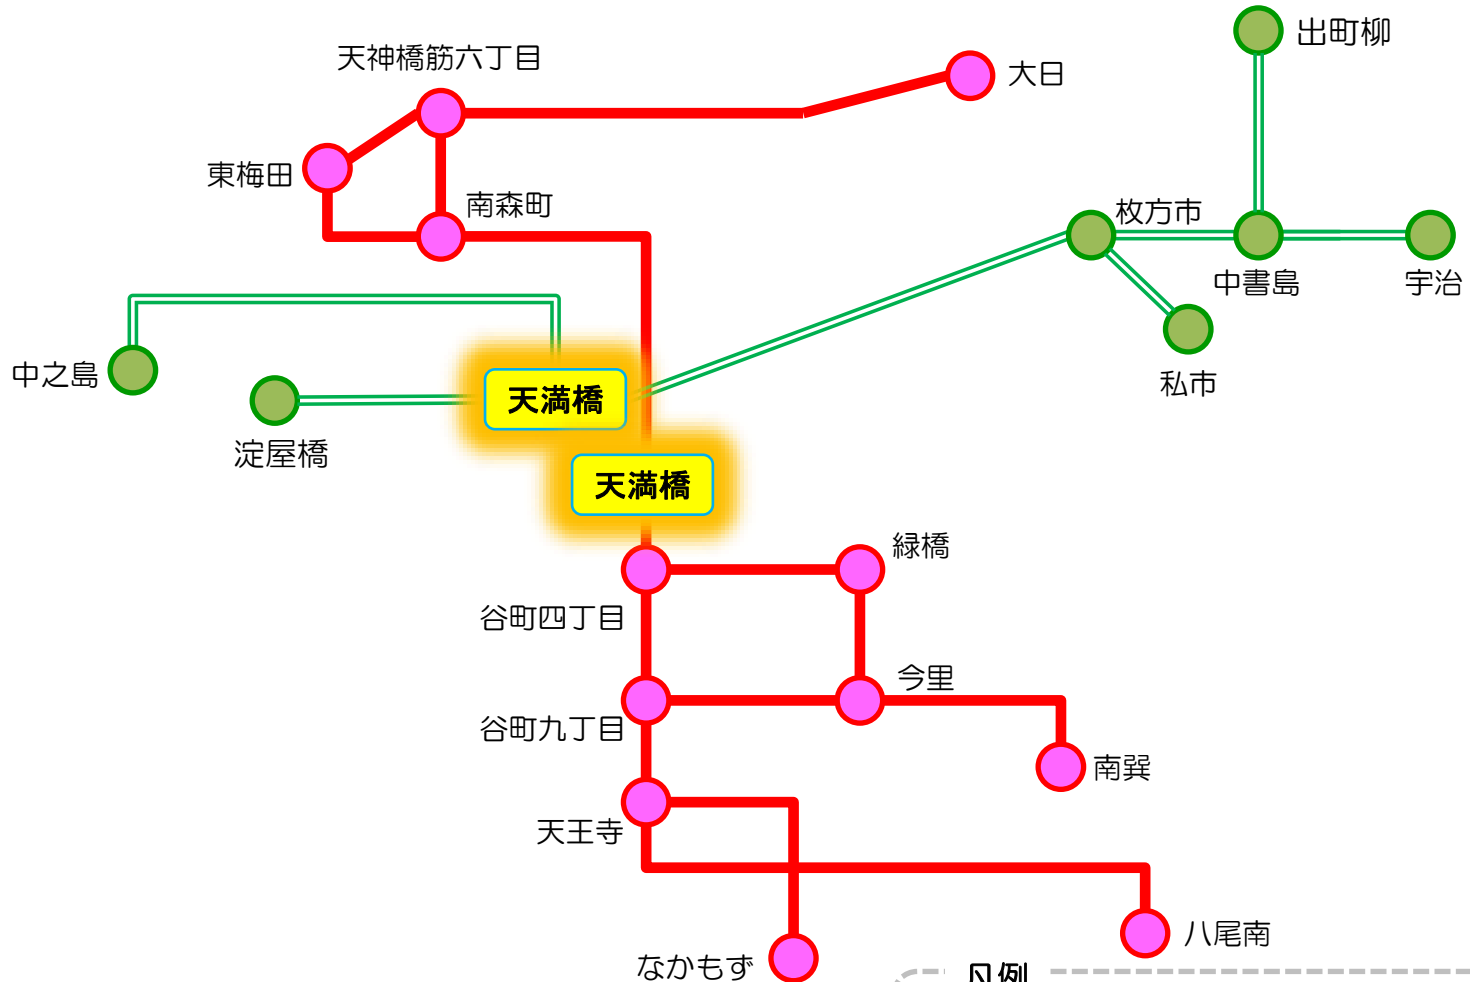 出町柳
天神橋筋六丁目
大日
東梅田
南森町
枚方市
中書島
宇治
中之島
私市
天満橋
淀屋橋
天満橋
緑橋
谷町四丁目
今里
谷町九丁目
南巽
天王寺
八尾南
なかもず
凡例